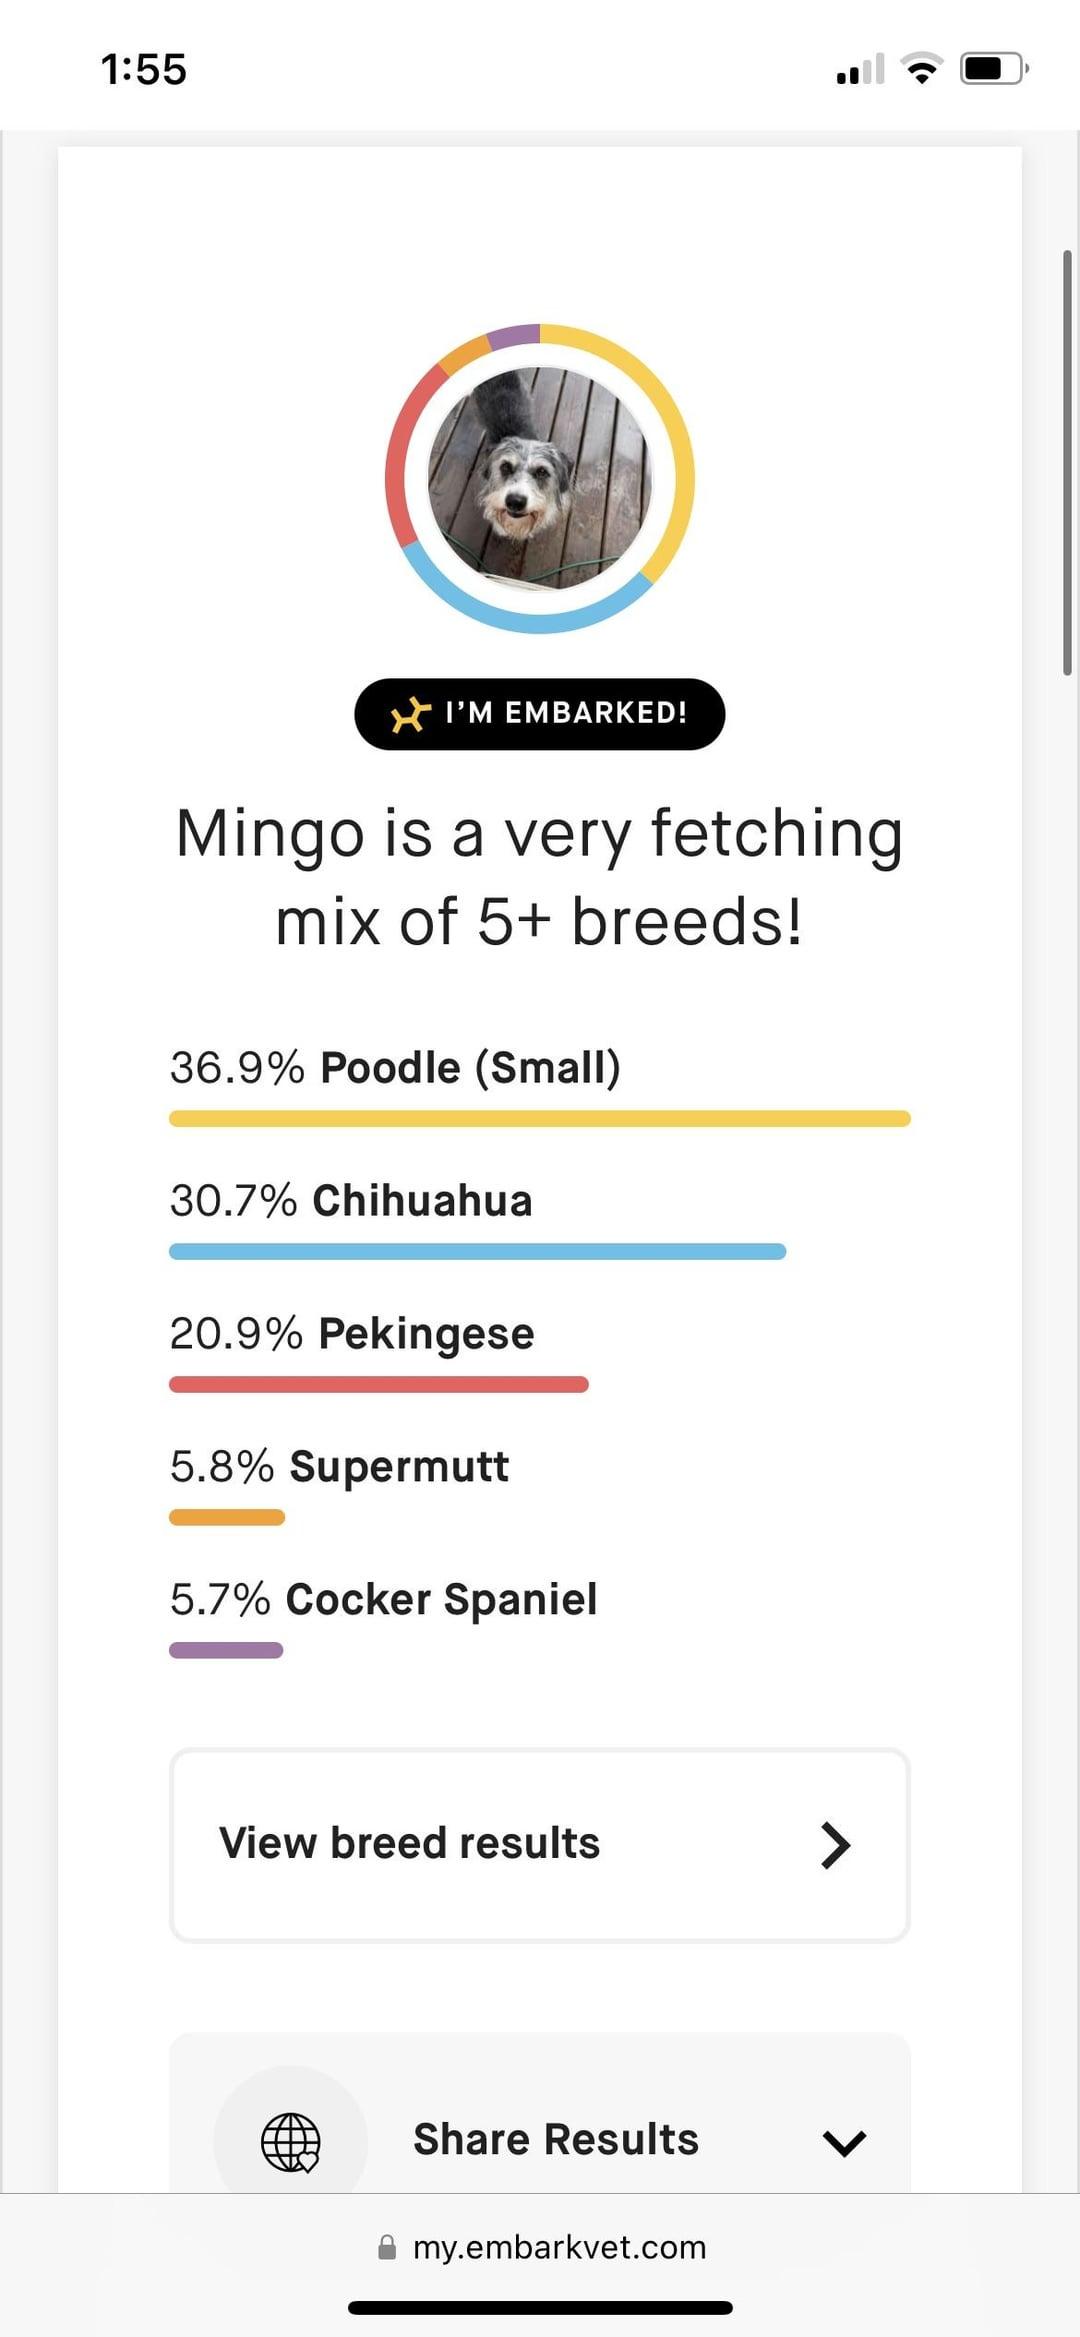 1:55
I'M EMBARKED!
Mingo is a very fetching
mix of 5+ breeds!
36.9% Poodle (Small)
30.7% Chihuahua
20.9% Pekingese
5.8% Supermutt
5.7% Cocker Spaniel
View breed results
Share Results
my.embarkvet.com